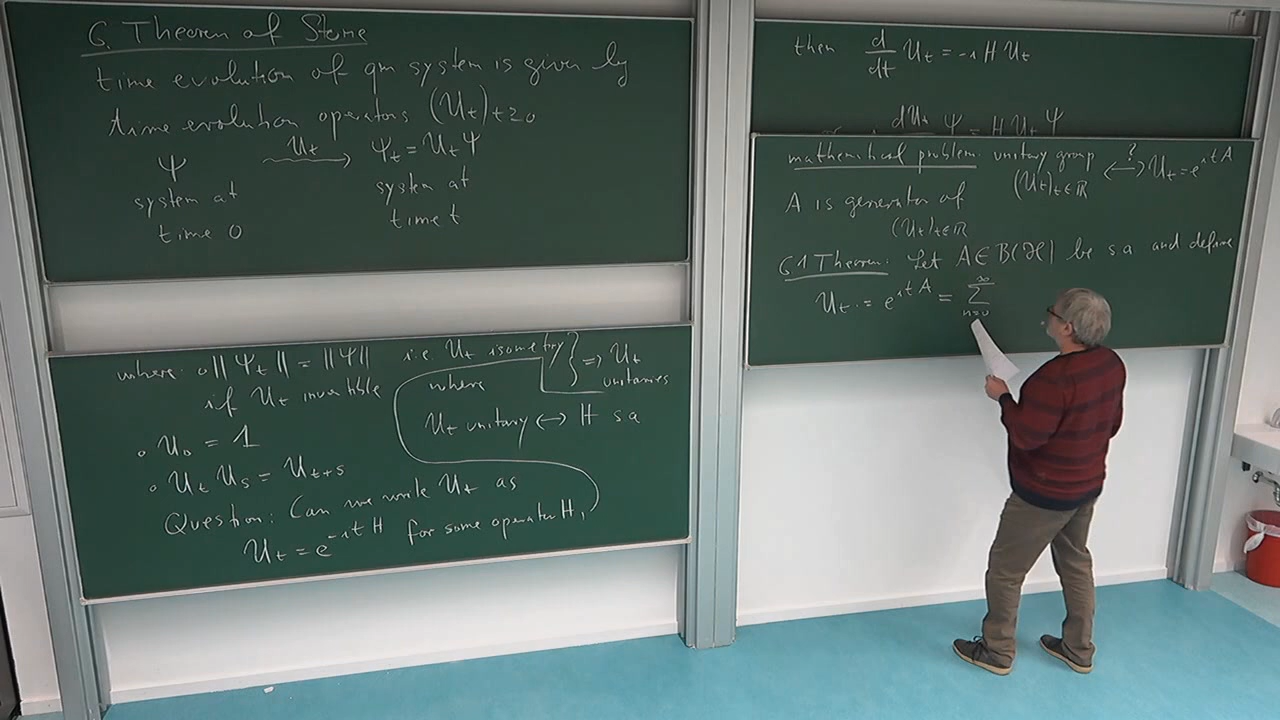 6. Theorem of Stone
time evolution of qm system is given by
time evolution operators (U_t)_{t≥0}
Ψ ⟿^{U_t} Ψ_t = U_t Ψ
system at time 0
system at time t
where: ∘ ||Ψ_t|| = ||Ψ|| i.e. U_t isometry } ⇒ U_t unitaries
if U_t invertible
∘ U_0 = 1
∘ U_t U_s = U_{t+s}
Question: Can we write U_t as
U_t = e^{-itH} for some operator H,
where
U_t unitary ↔ H s a
then d/dt U_t = -i H U_t
dU_t Ψ = H U_t Ψ
mathematical problem: unitary group (U_t)_{t∈ℝ} ⟷^? U_t = e^{itA}
A is generator of (U_t)_{t∈ℝ}
6.1 Theorem: Let A ∈ B(H) be s.a and define
U_t := e^{itA} = Σ_{n=0}^∞